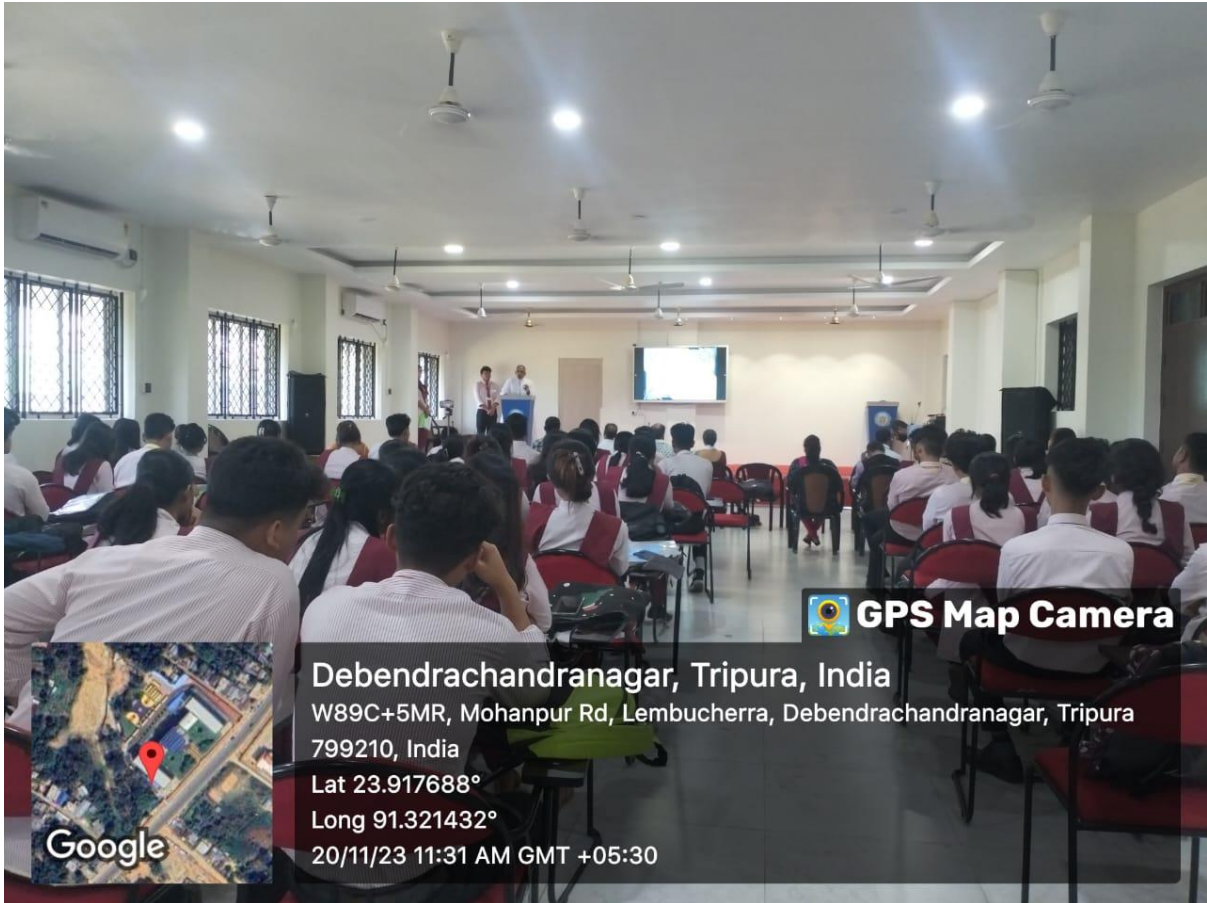 GPS Map Camera
Debendrachandranagar, Tripura, India
W89C+5MR, Mohanpur Rd, Lembucherra, Debendrachandranagar, Tripura
799210, India
Lat 23.917688°
Long 91.321432°
20/11/23 11:31 AM GMT +05:30
Google